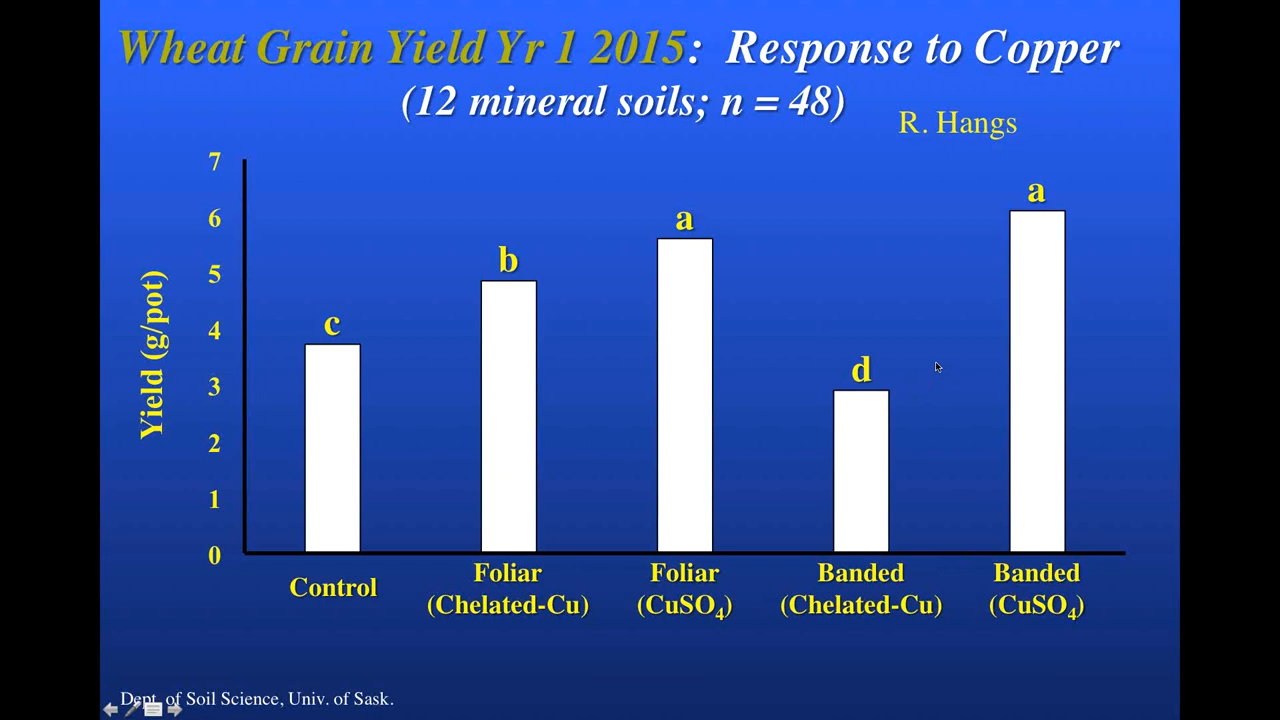 Wheat Grain Yield Yr 1 2015: Response to Copper
(12 mineral soils; n = 48)
R. Hangs
7
6
5
4
3
2
1
0
Yield (g/pot)
c
b
a
d
a
Control
Foliar
(Chelated-Cu)
Foliar
(CuSO₄)
Banded
(Chelated-Cu)
Banded
(CuSO₄)
Dept. of Soil Science, Univ. of Sask.